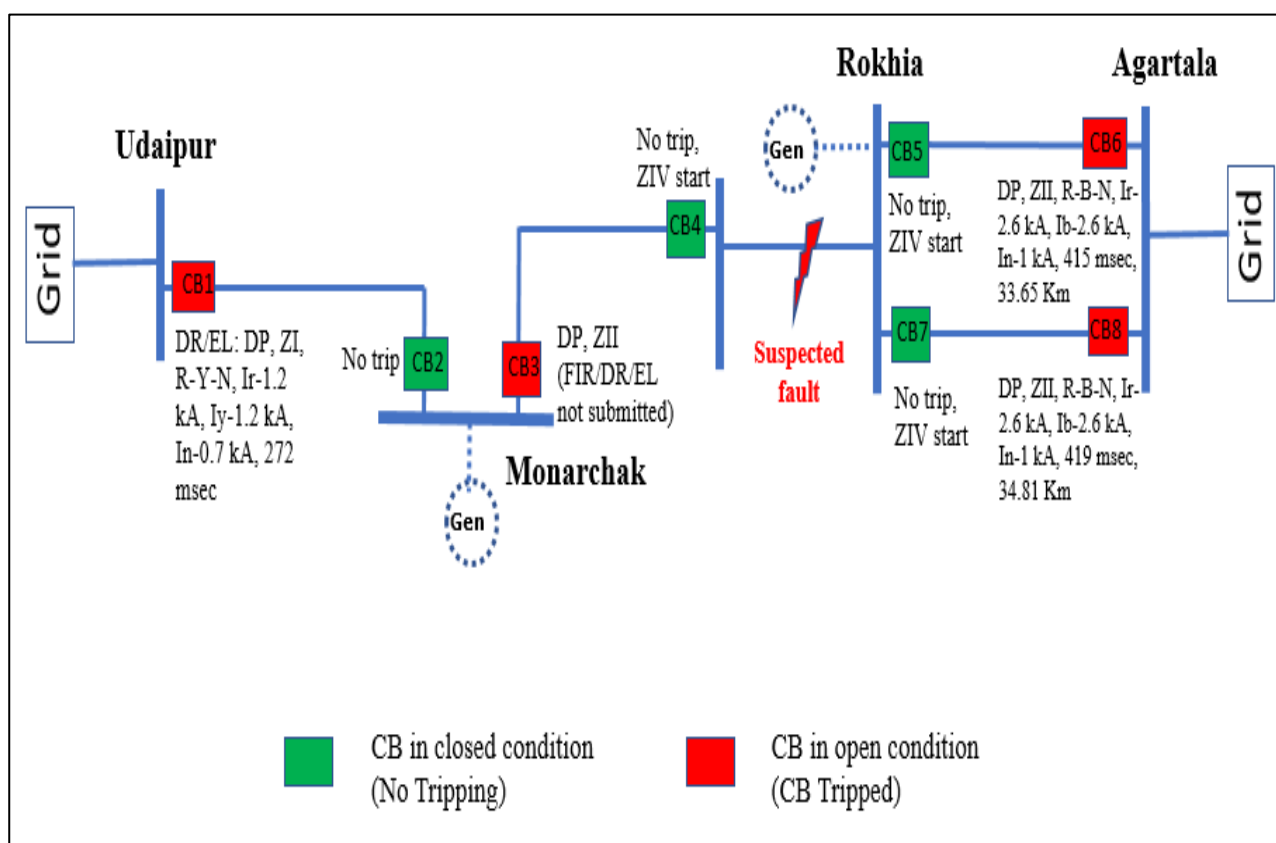 Rokhia
Agartala
Udaipur
Grid
CB1
DR/EL: DP, ZI,
R-Y-N, Ir-1.2
kA, Iy-1.2 kA,
In-0.7 kA, 272
msec
No trip
CB2
CB3
DP, ZII
(FIR/DR/EL
not submitted)
Monarchak
Gen
No trip,
ZIV start
CB4
Suspected
fault
Gen
CB5
No trip,
ZIV start
CB7
No trip,
ZIV start
CB6
DP, ZII, R-B-N, Ir-
2.6 kA, Ib-2.6 kA,
In-1 kA, 415 msec,
33.65 Km
CB8
DP, ZII, R-B-N, Ir-
2.6 kA, Ib-2.6 kA,
In-1 kA, 419 msec,
34.81 Km
Grid
CB in closed condition
(No Tripping)
CB in open condition
(CB Tripped)